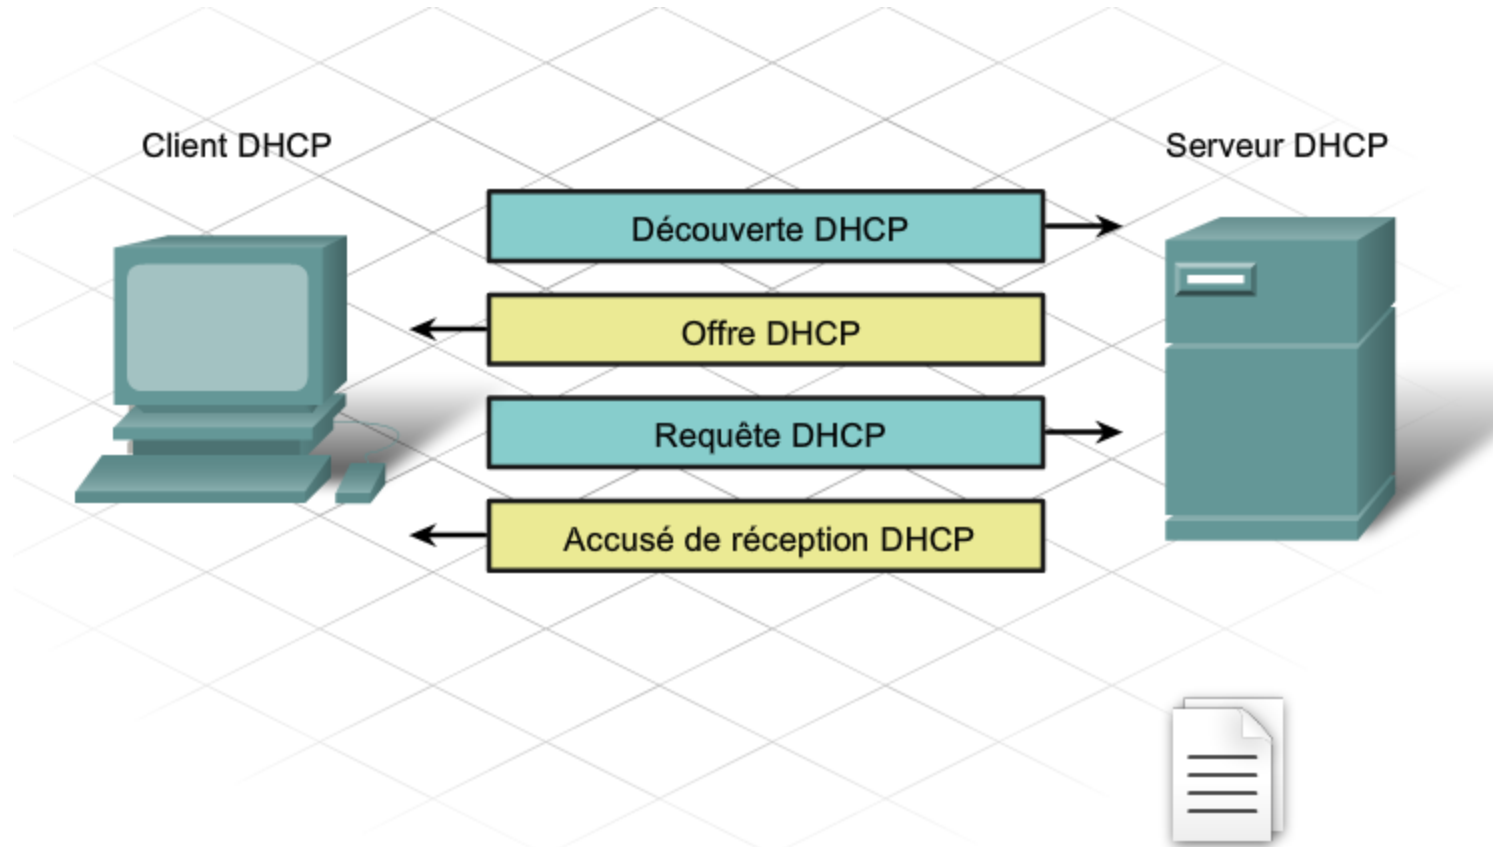 Client DHCP
Serveur DHCP
Découverte DHCP
Offre DHCP
Requête DHCP
Accusé de réception DHCP